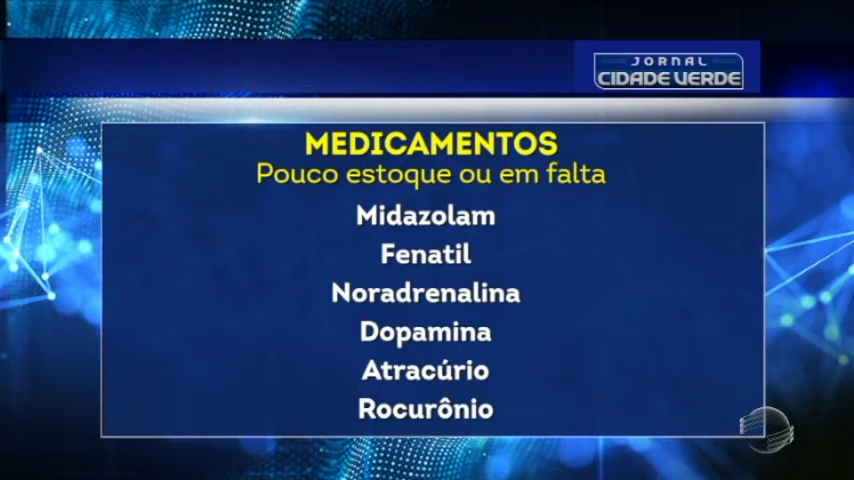 JORNAL
CIDADE VERDE
MEDICAMENTOS
Pouco estoque ou em falta
Midazolam
Fenatil
Noradrenalina
Dopamina
Atracúrio
Rocurônio